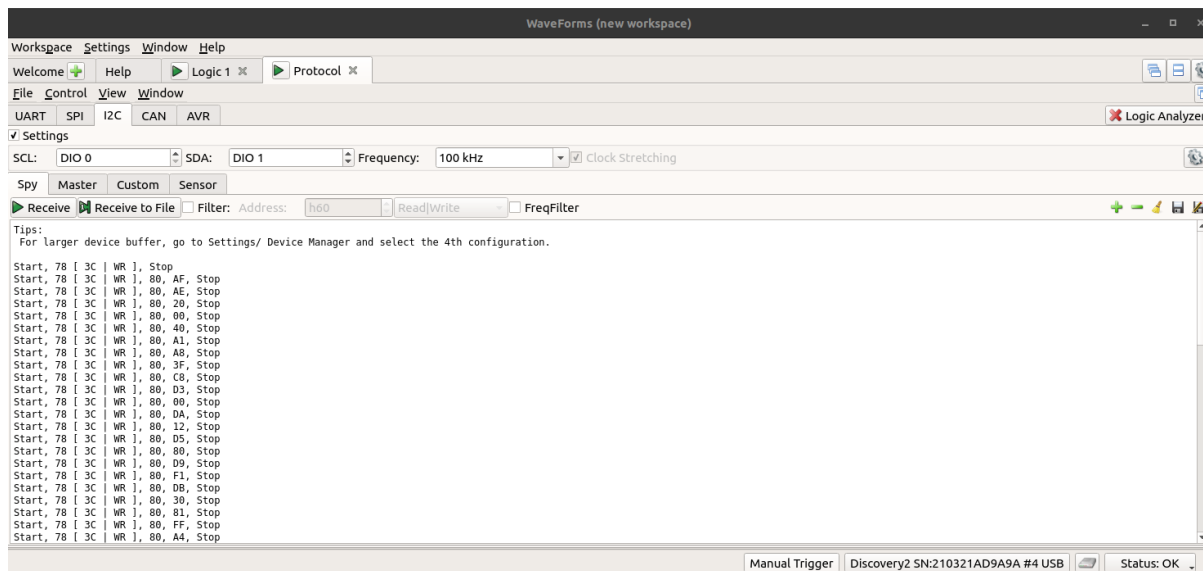 WaveForms (new workspace)
Workspace Settings Window Help
Welcome Help Logic 1 Protocol
File Control View Window
UART SPI I2C CAN AVR Logic Analyzer
Settings
SCL: DIO 0 SDA: DIO 1 Frequency: 100 kHz Clock Stretching
Spy Master Custom Sensor
Receive Receive to File Filter: Address: h60 Read|Write FreqFilter
Tips:
For larger device buffer, go to Settings/ Device Manager and select the 4th configuration.
Start, 78 [ 3C | WR ], Stop
Start, 78 [ 3C | WR ], 80, AF, Stop
Start, 78 [ 3C | WR ], 80, AE, Stop
Start, 78 [ 3C | WR ], 80, 20, Stop
Start, 78 [ 3C | WR ], 80, 00, Stop
Start, 78 [ 3C | WR ], 80, 40, Stop
Start, 78 [ 3C | WR ], 80, A1, Stop
Start, 78 [ 3C | WR ], 80, A8, Stop
Start, 78 [ 3C | WR ], 80, 3F, Stop
Start, 78 [ 3C | WR ], 80, C8, Stop
Start, 78 [ 3C | WR ], 80, D3, Stop
Start, 78 [ 3C | WR ], 80, 00, Stop
Start, 78 [ 3C | WR ], 80, DA, Stop
Start, 78 [ 3C | WR ], 80, 12, Stop
Start, 78 [ 3C | WR ], 80, D5, Stop
Start, 78 [ 3C | WR ], 80, 80, Stop
Start, 78 [ 3C | WR ], 80, D9, Stop
Start, 78 [ 3C | WR ], 80, F1, Stop
Start, 78 [ 3C | WR ], 80, DB, Stop
Start, 78 [ 3C | WR ], 80, 30, Stop
Start, 78 [ 3C | WR ], 80, 81, Stop
Start, 78 [ 3C | WR ], 80, FF, Stop
Start, 78 [ 3C | WR ], 80, A4, Stop
Manual Trigger Discovery2 SN:210321AD9A9A #4 USB Status: OK